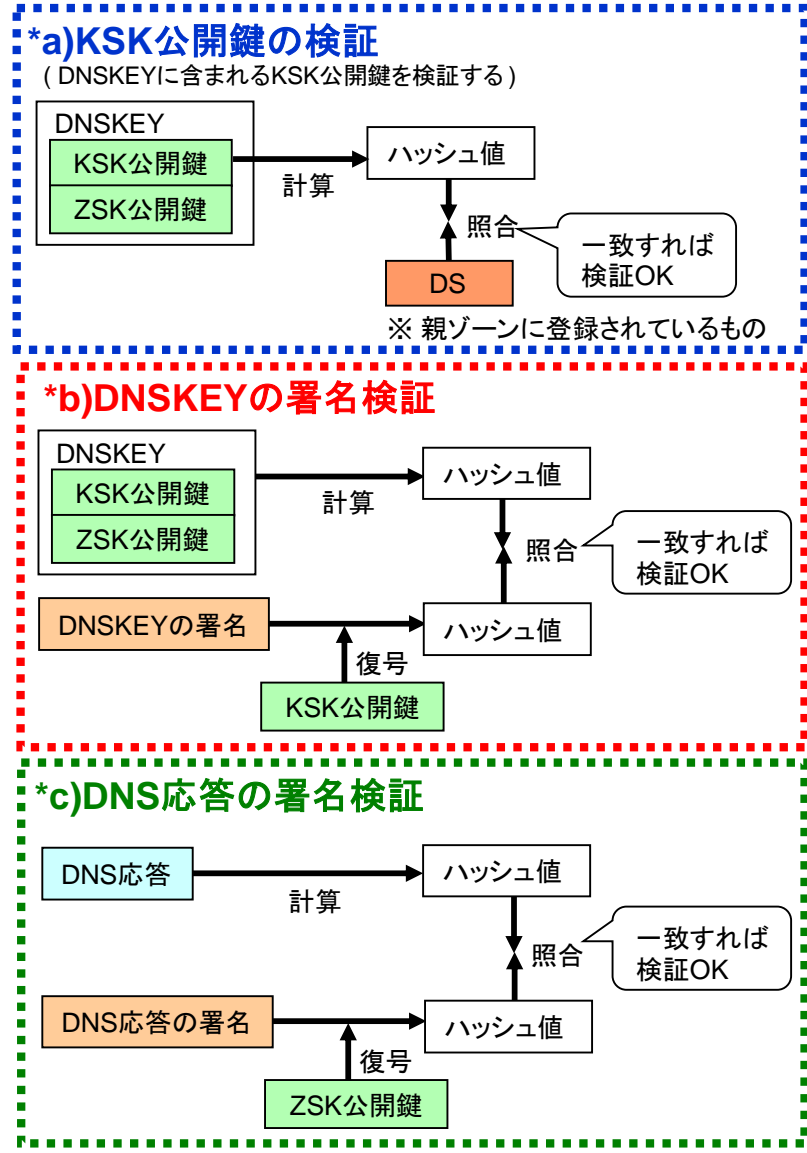 *a)KSK公開鍵の検証
( DNSKEYに含まれるKSK公開鍵を検証する )
DNSKEY
KSK公開鍵
ZSK公開鍵
計算
ハッシュ値
照合
一致すれば
検証OK
DS
※ 親ゾーンに登録されているもの
*b)DNSKEYの署名検証
DNSKEY
KSK公開鍵
ZSK公開鍵
計算
ハッシュ値
照合
一致すれば
検証OK
DNSKEYの署名
ハッシュ値
復号
KSK公開鍵
*c)DNS応答の署名検証
DNS応答
計算
ハッシュ値
照合
一致すれば
検証OK
DNS応答の署名
ハッシュ値
復号
ZSK公開鍵